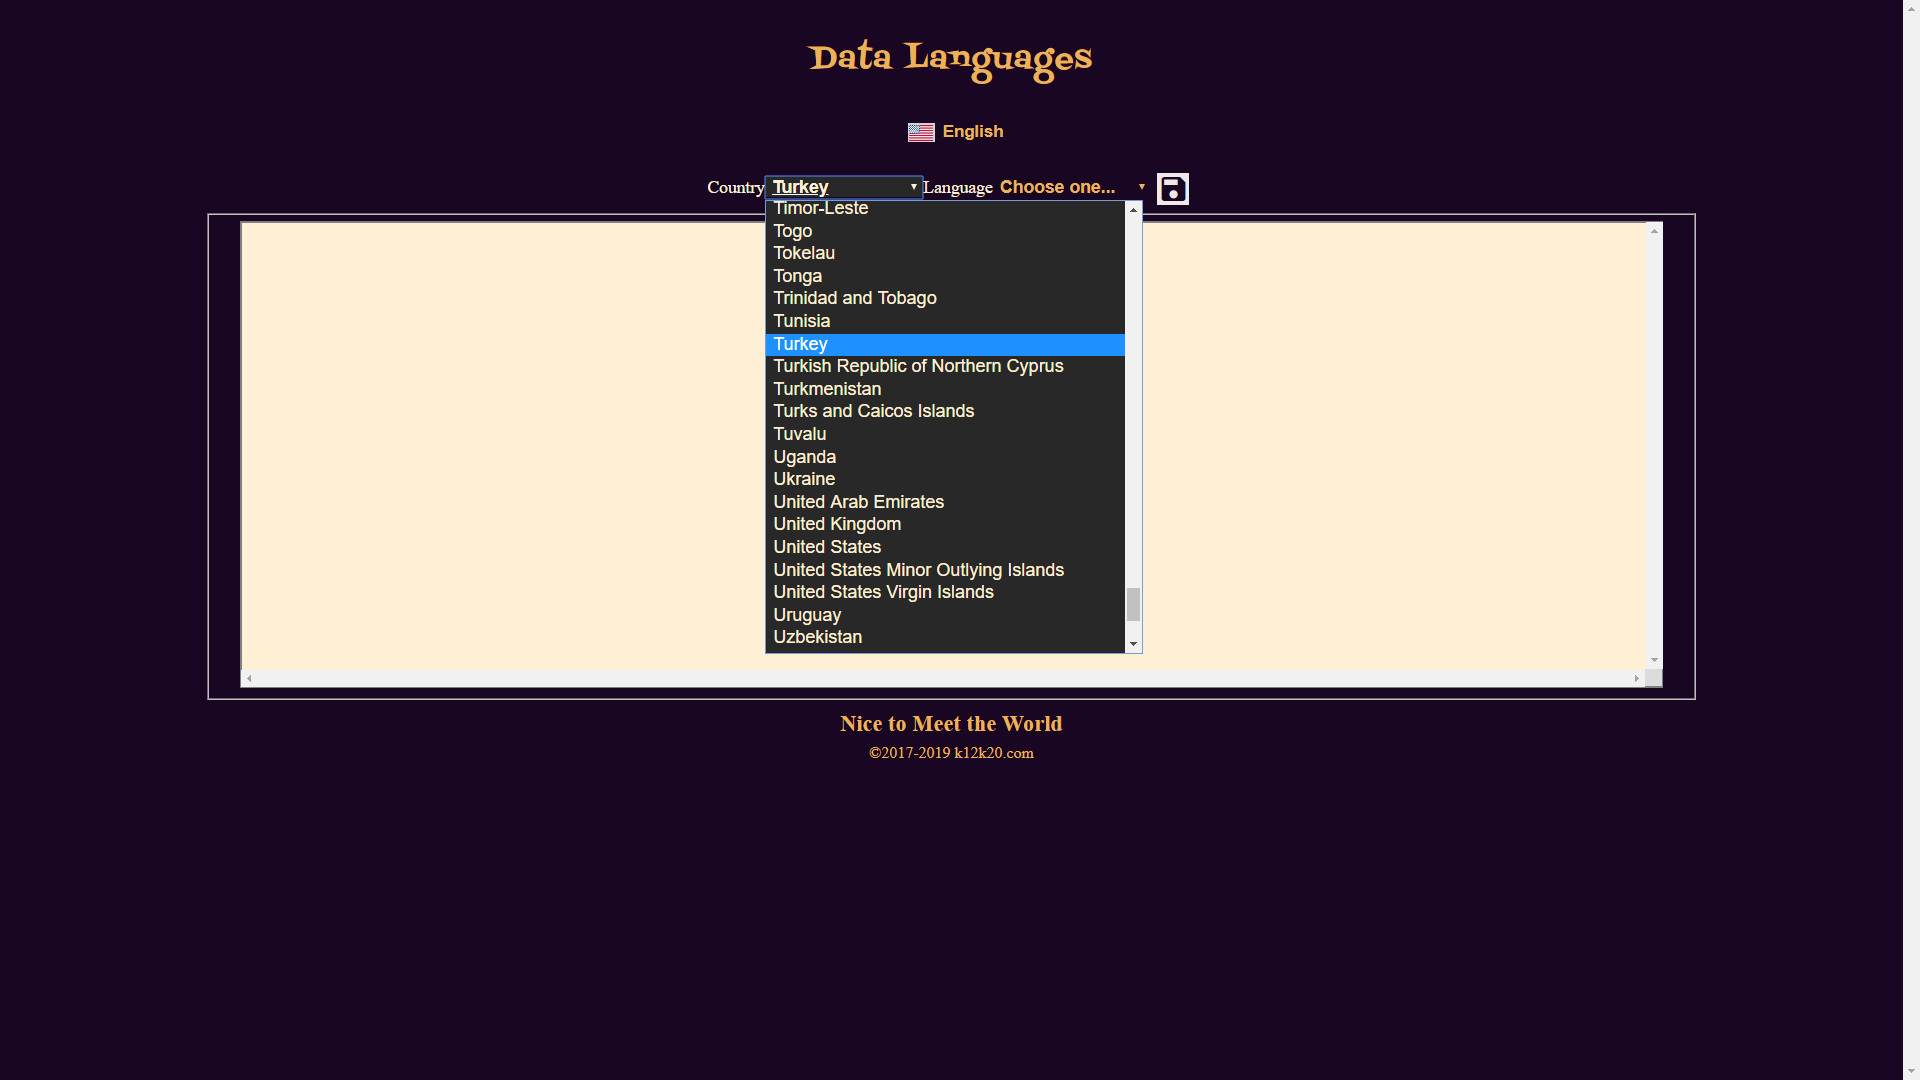 Data Languages
English
Country Turkey Language Choose one...
Timor-Leste
Togo
Tokelau
Tonga
Trinidad and Tobago
Tunisia
Turkey
Turkish Republic of Northern Cyprus
Turkmenistan
Turks and Caicos Islands
Tuvalu
Uganda
Ukraine
United Arab Emirates
United Kingdom
United States
United States Minor Outlying Islands
United States Virgin Islands
Uruguay
Uzbekistan
Nice to Meet the World
©2017-2019 k12k20.com